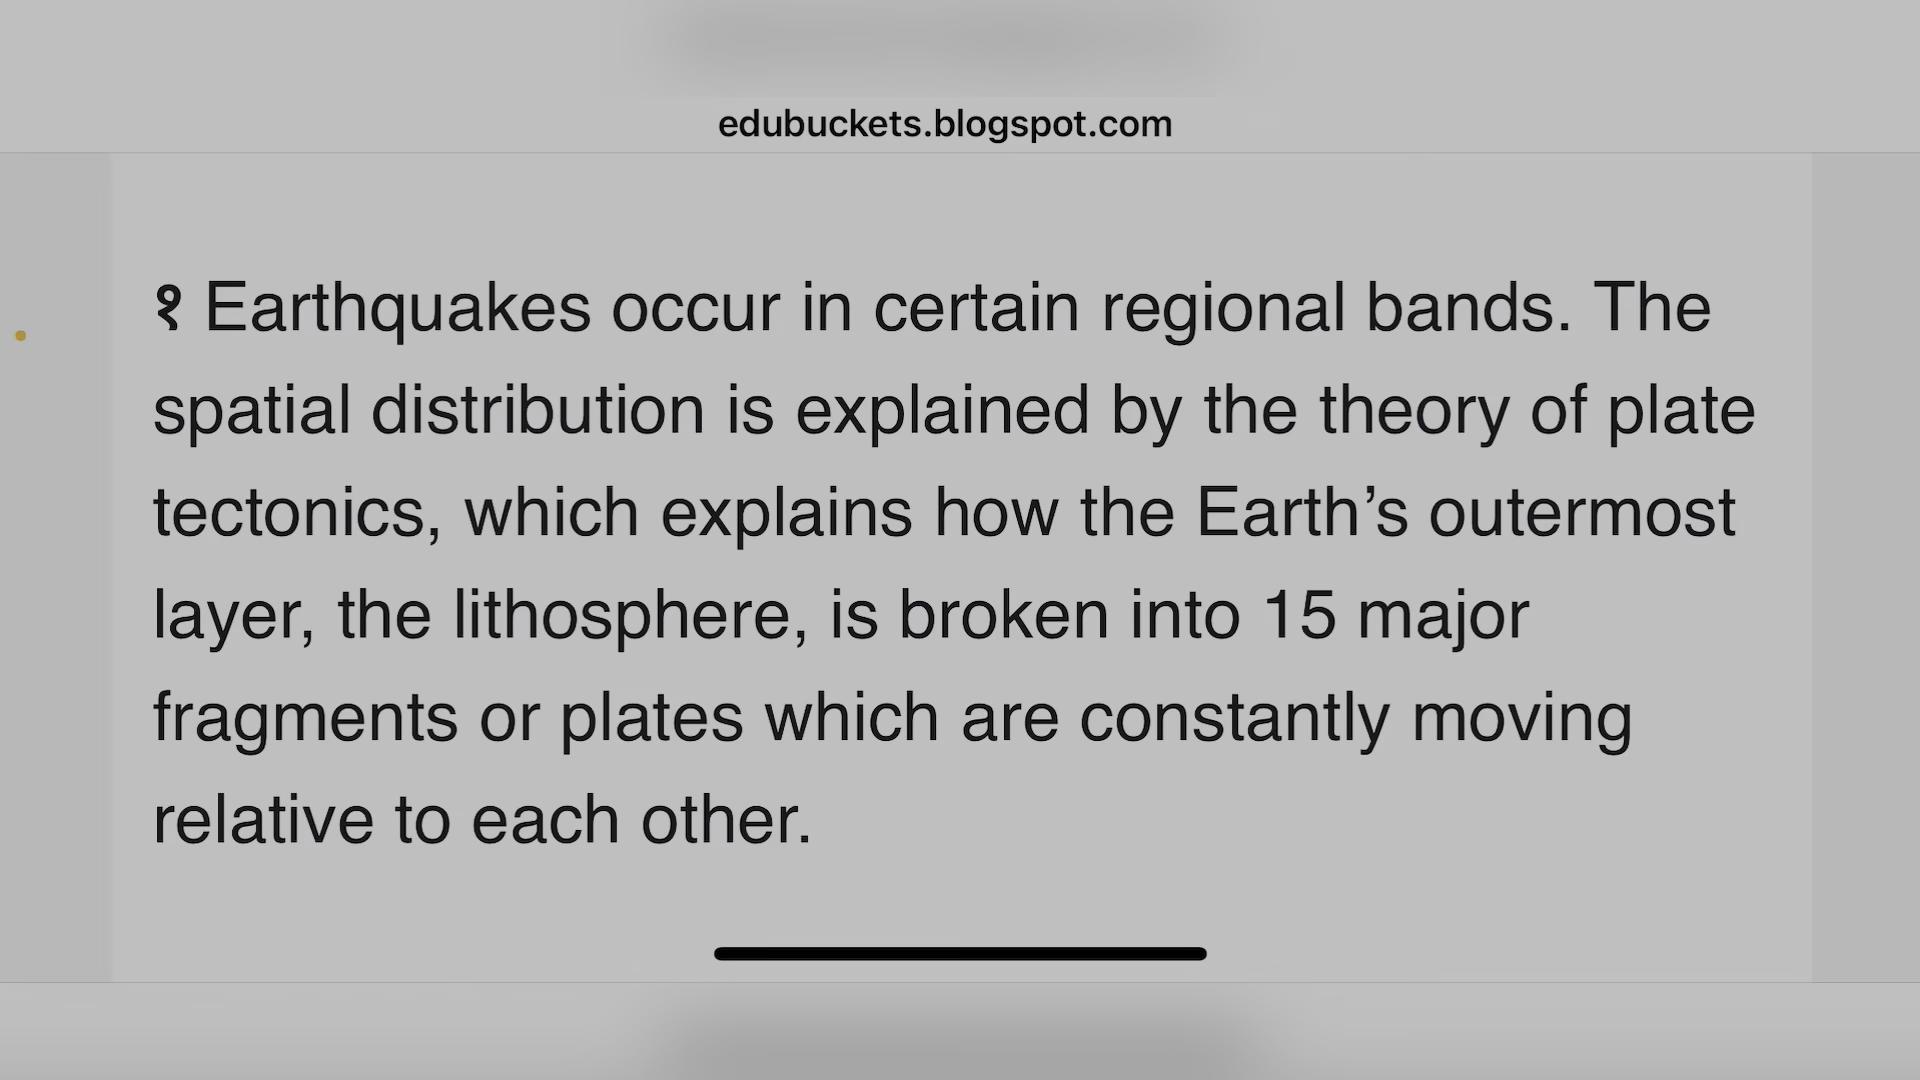 edubuckets.blogspot.com
१ Earthquakes occur in certain regional bands. The
spatial distribution is explained by the theory of plate
tectonics, which explains how the Earth’s outermost
layer, the lithosphere, is broken into 15 major
fragments or plates which are constantly moving
relative to each other.